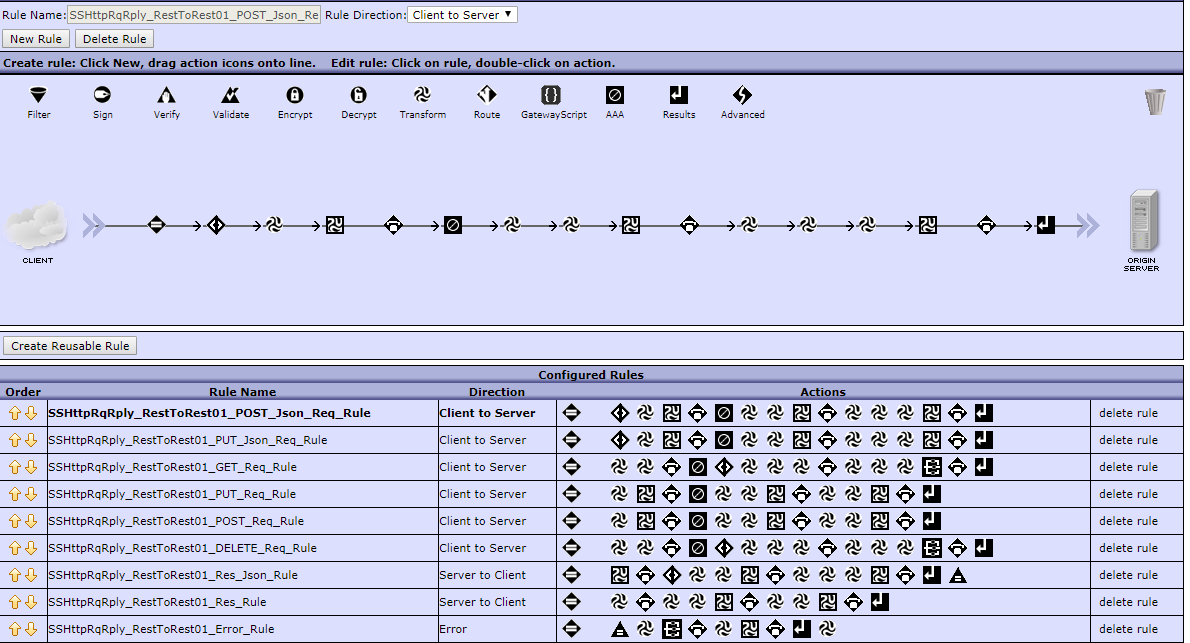 Rule Name: SSHttpRqRply_RestToRest01_POST_Json_Re Rule Direction: Client to Server
New Rule Delete Rule
Create rule: Click New, drag action icons onto line. Edit rule: Click on rule, double-click on action.
Filter Sign Verify Validate Encrypt Decrypt Transform Route GatewayScript AAA Results Advanced
CLIENT
ORIGIN
SERVER
Create Reusable Rule
Configured Rules
Order Rule Name Direction Actions
SSHttpRqRply_RestToRest01_POST_Json_Req_Rule Client to Server delete rule
SSHttpRqRply_RestToRest01_PUT_Json_Req_Rule Client to Server delete rule
SSHttpRqRply_RestToRest01_GET_Req_Rule Client to Server delete rule
SSHttpRqRply_RestToRest01_PUT_Req_Rule Client to Server delete rule
SSHttpRqRply_RestToRest01_POST_Req_Rule Client to Server delete rule
SSHttpRqRply_RestToRest01_DELETE_Req_Rule Client to Server delete rule
SSHttpRqRply_RestToRest01_Res_Json_Rule Server to Client delete rule
SSHttpRqRply_RestToRest01_Res_Rule Server to Client delete rule
SSHttpRqRply_RestToRest01_Error_Rule Error delete rule